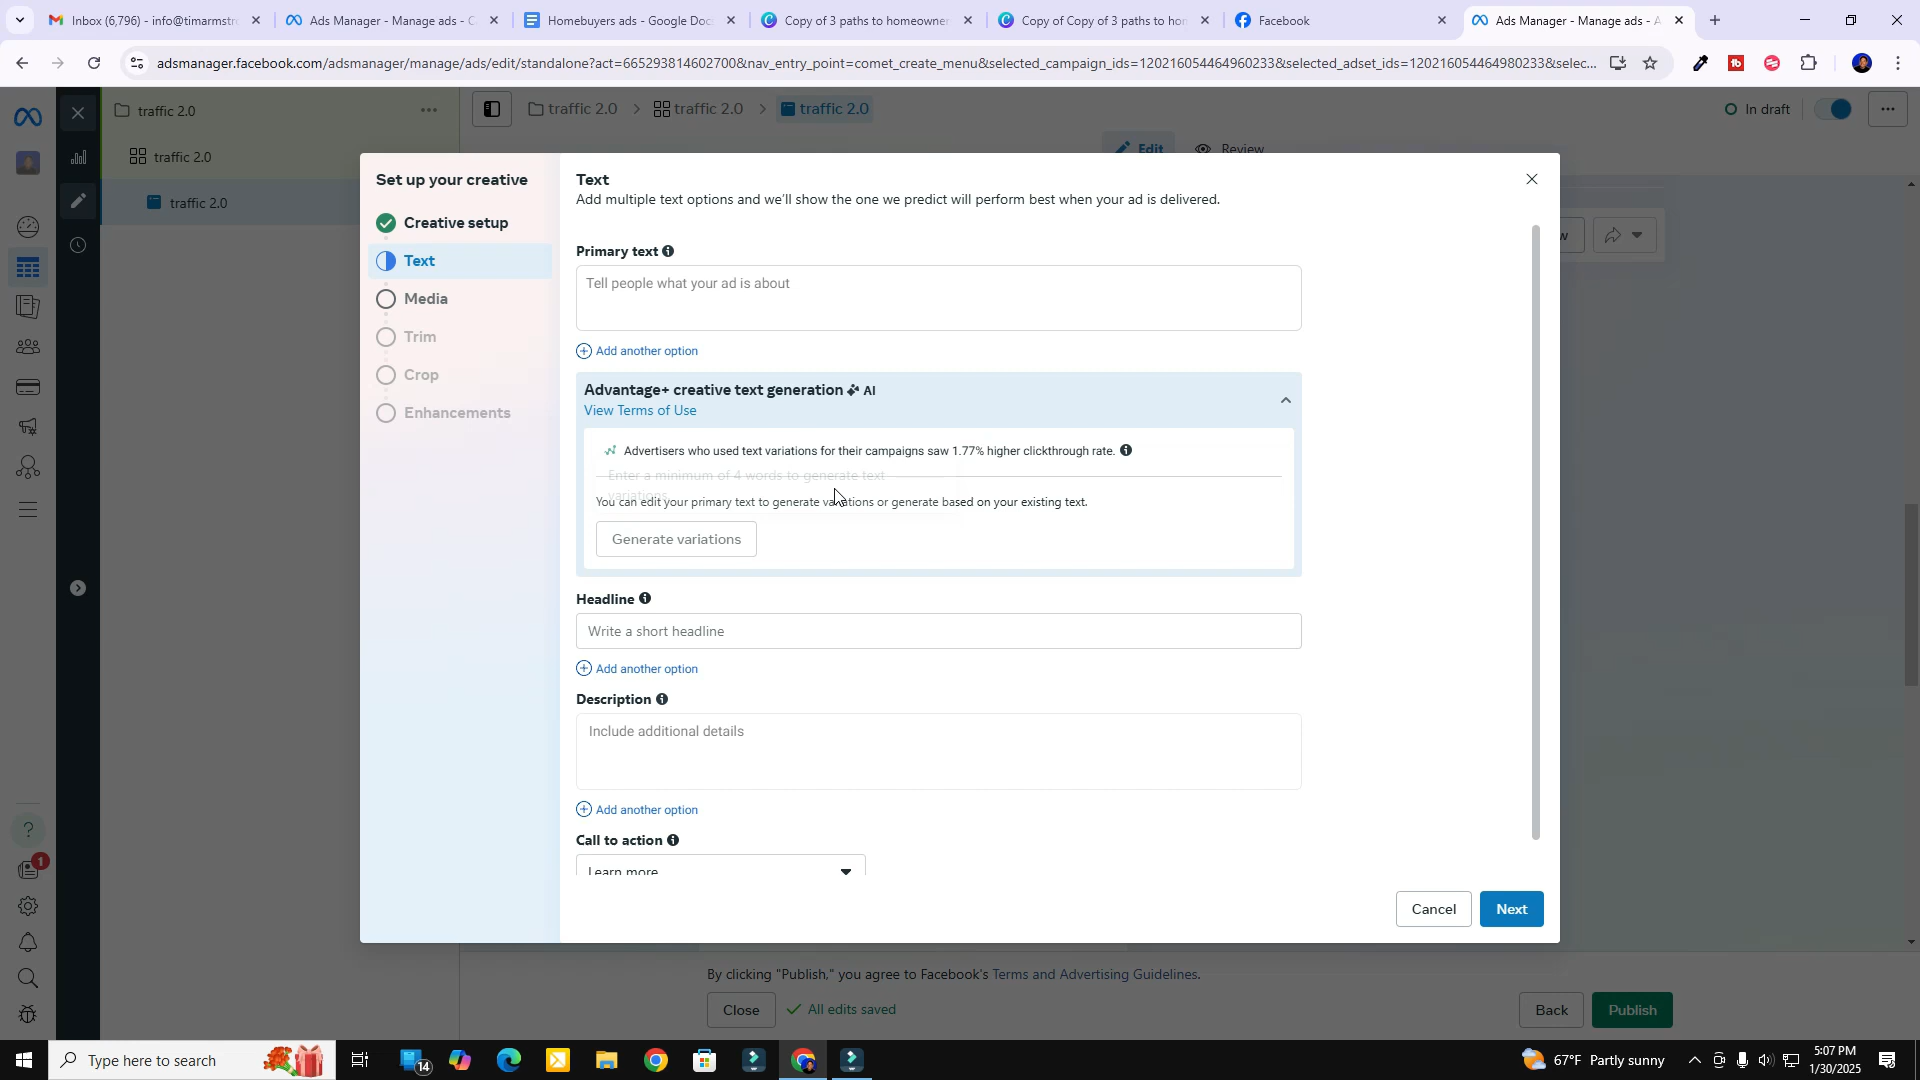 Inbox (6,796) - info@timarmstr
Ads Manager - Manage ads - C
Homebuyers ads - Google Doc
Copy of 3 paths to homeowner
Copy of Copy of 3 paths to hom
Facebook
Ads Manager - Manage ads - A
adsmanager.facebook.com/adsmanager/manage/ads/edit/standalone?act=665293814602700&nav_entry_point=comet_create_menu&selected_campaign_ids=120216054464960233&selected_adset_ids=120216054464980233&selec...
traffic 2.0
traffic 2.0
traffic 2.0
traffic 2.0 > traffic 2.0 > traffic 2.0
In draft
Edit
Review
Set up your creative
Creative setup
Text
Media
Trim
Crop
Enhancements
Text
Add multiple text options and we'll show the one we predict will perform best when your ad is delivered.
Primary text
Tell people what your ad is about
Add another option
Advantage+ creative text generation AI
View Terms of Use
Advertisers who used text variations for their campaigns saw 1.77% higher clickthrough rate.
Enter a minimum of 4 words to generate text
variations
You can edit your primary text to generate variations or generate based on your existing text.
Generate variations
Headline
Write a short headline
Add another option
Description
Include additional details
Add another option
Call to action
Learn more
Cancel
Next
By clicking "Publish," you agree to Facebook's Terms and Advertising Guidelines.
Close
All edits saved
Back
Publish
1
Type here to search
14
67°F Partly sunny
5:07 PM
1/30/2025